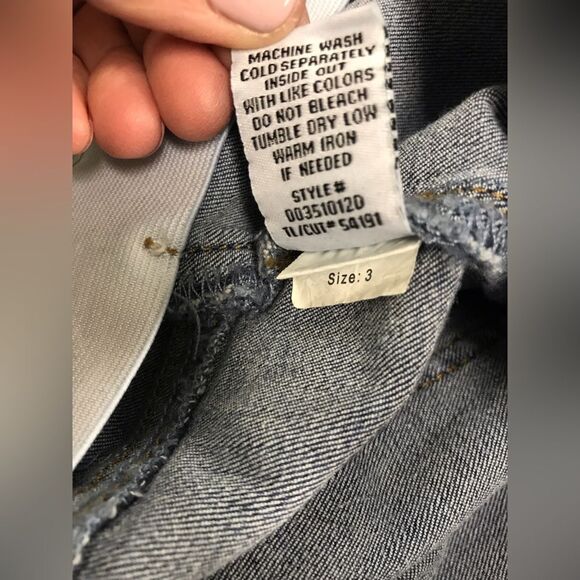 MACHINE WASH
COLD SEPARATELY
INSIDE OUT
WITH LIKE COLORS
DO NOT BLEACH
TUMBLE DRY LOW
WARM IRON
IF NEEDED
STYLE#
00351012D
TL/CUT# 54191
Size: 3